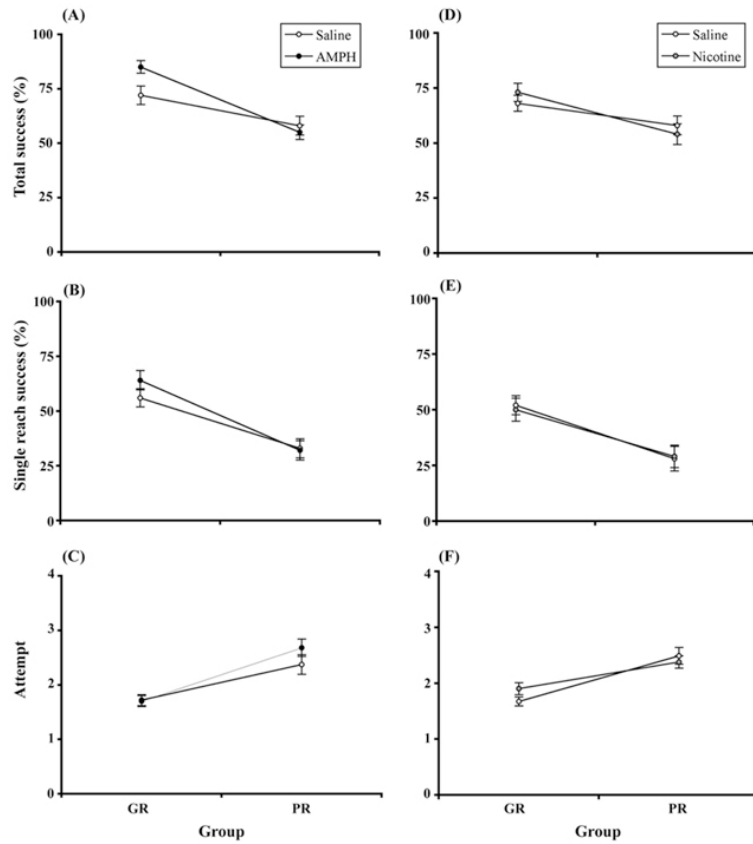 (A)
Total success (%)
100
75
50
25
0
Saline
AMPH
(D)
100
75
50
25
0
Saline
Nicotine
(B)
Single reach success (%)
100
75
50
25
0
(E)
100
75
50
25
0
(C)
Attempt
4
3
2
1
0
GR
PR
Group
(F)
4
3
2
1
0
GR
PR
Group